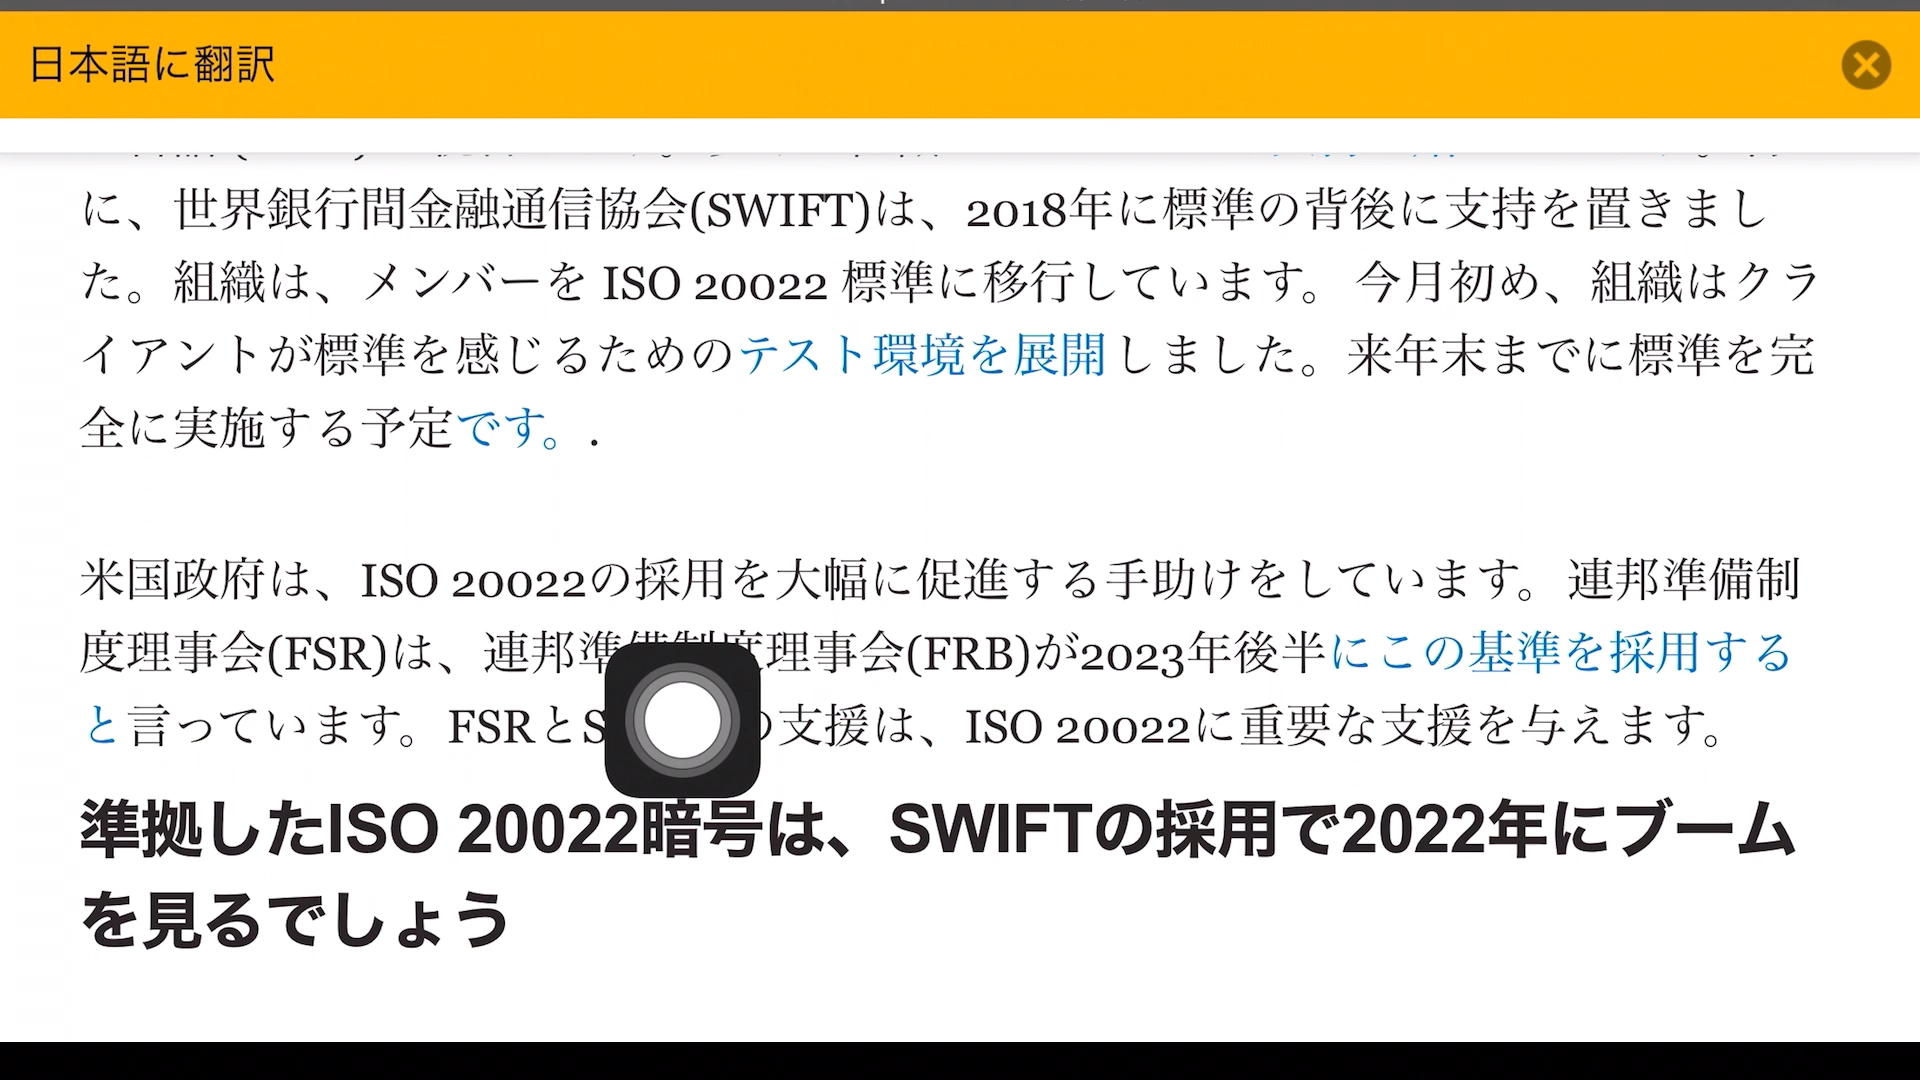 日本語に翻訳
に、世界銀行間金融通信協会(SWIFT)は、2018年に標準の背後に支持を置きまし
た。組織は、メンバーを ISO 20022 標準に移行しています。 今月初め、組織はクラ
イアントが標準を感じるためのテスト環境を展開しました。来年末までに標準を完
全に実施する予定です。.
米国政府は、ISO 20022の採用を大幅に促進する手助けをしています。連邦準備制
度理事会(FSR)は、連邦準備制度理事会(FRB)が2023年後半にこの基準を採用する
と言っています。FSRとS の支援は、ISO 20022に重要な支援を与えます。
準拠したISO 20022暗号は、SWIFTの採用で2022年にブーム
を見るでしょう